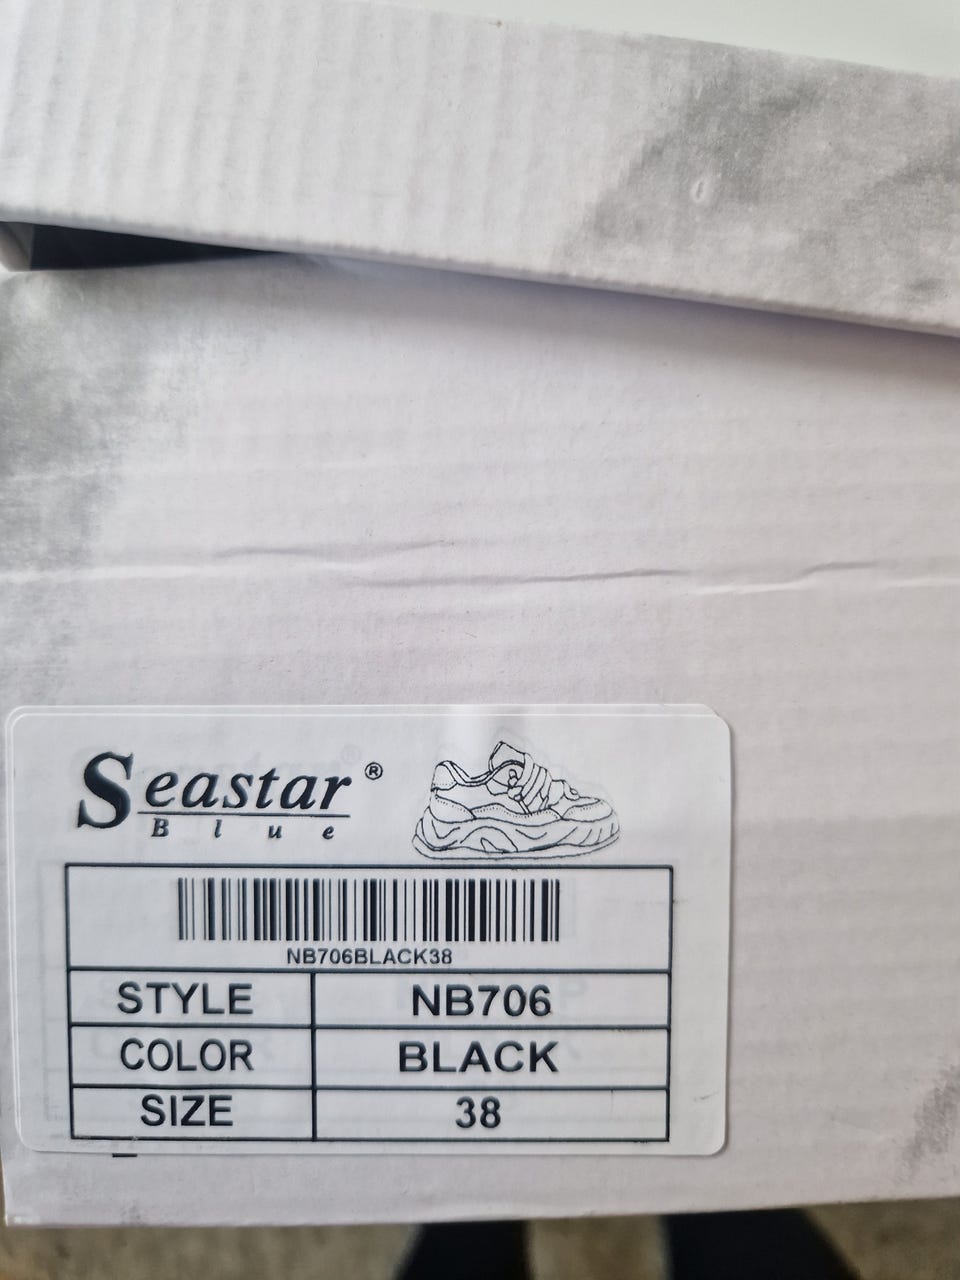 Seastar®
Blue
NB706BLACK38
STYLE NB706
COLOR BLACK
SIZE 38